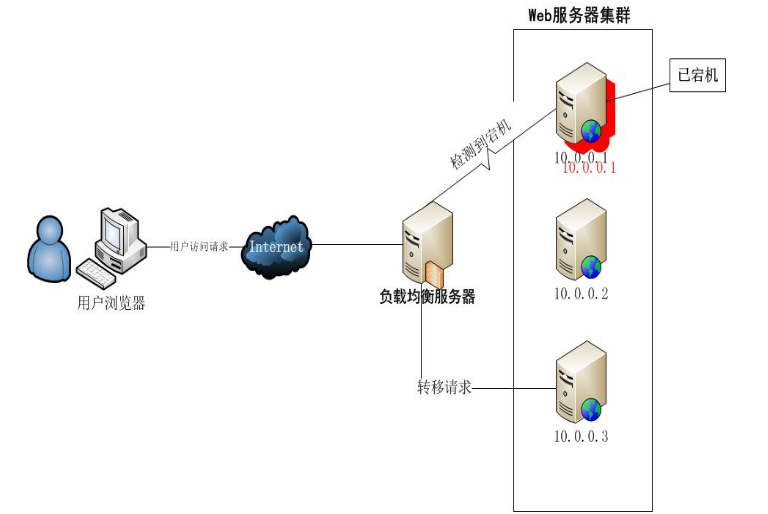 Web服务器集群
已宕机
检测到宕机
10.0.0.1
10.0.0.1
用户访问请求
Internet
用户浏览器
负载均衡服务器
10.0.0.2
转移请求
10.0.0.3